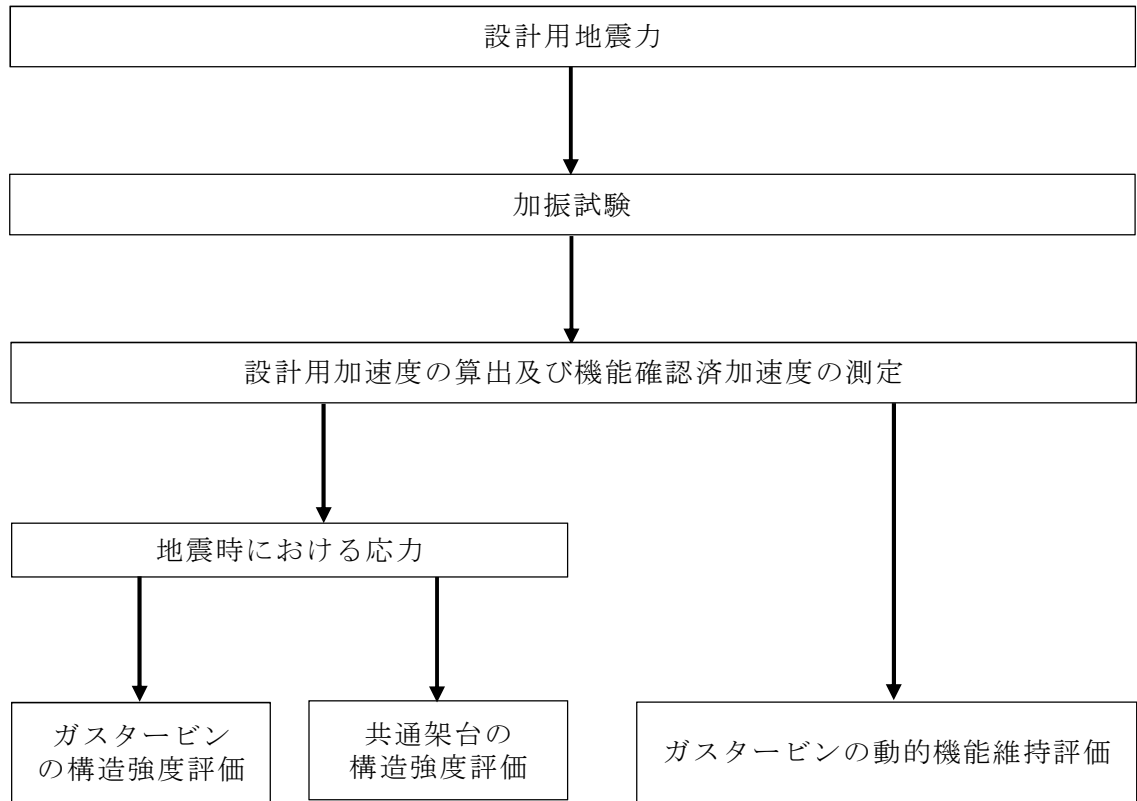 設計用地震力
加振試験
設計用加速度の算出及び機能確認済加速度の測定
地震時における応力
ガスタービン
の構造強度評価
共通架台の
構造強度評価
ガスタービンの動的機能維持評価